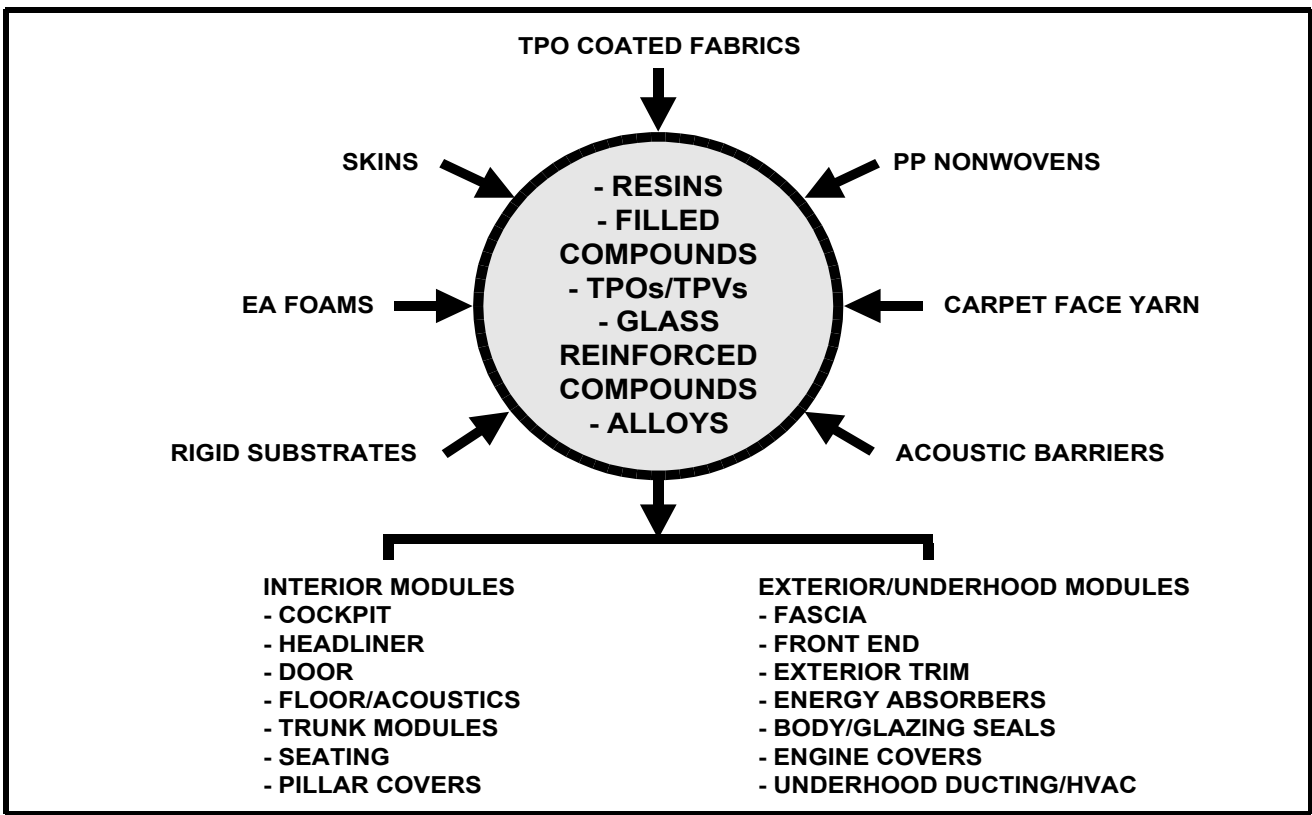 TPO COATED FABRICS
SKINS
PP NONWOVENS
- RESINS
- FILLED
COMPOUNDS
- TPOs/TPVs
- GLASS
REINFORCED
COMPOUNDS
- ALLOYS
EA FOAMS
CARPET FACE YARN
RIGID SUBSTRATES
ACOUSTIC BARRIERS
INTERIOR MODULES
- COCKPIT
- HEADLINER
- DOOR
- FLOOR/ACOUSTICS
- TRUNK MODULES
- SEATING
- PILLAR COVERS
EXTERIOR/UNDERHOOD MODULES
- FASCIA
- FRONT END
- EXTERIOR TRIM
- ENERGY ABSORBERS
- BODY/GLAZING SEALS
- ENGINE COVERS
- UNDERHOOD DUCTING/HVAC